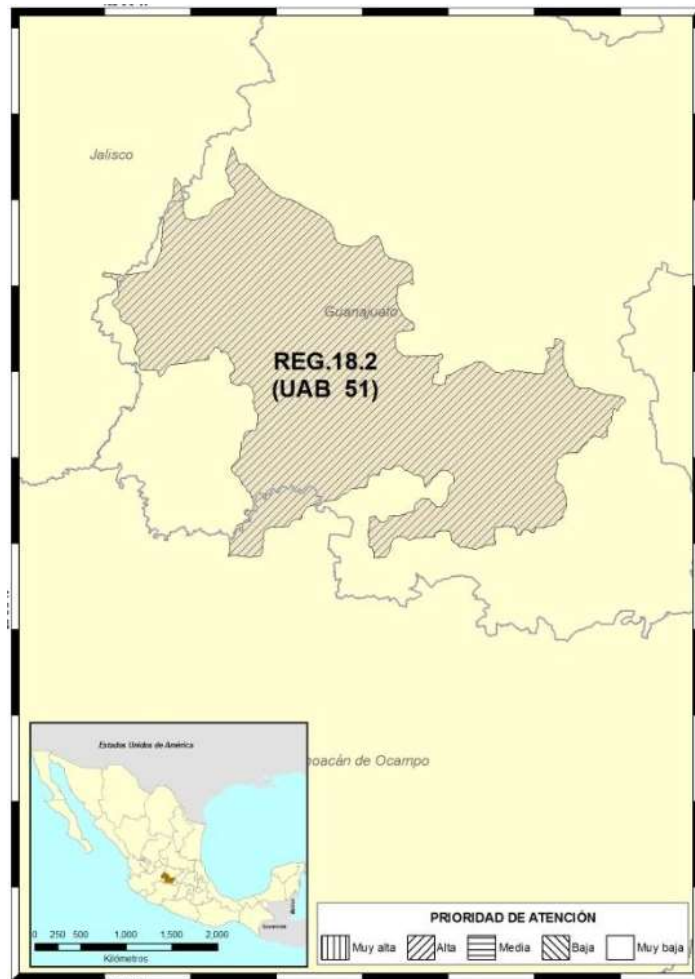 Jalisco
Guanajuato
REG.18.2
(UAB 51)
oacán de Ocampo
Estados Unidos de América
0 250 500 1,000 1,500 2,000
Kilómetros
PRIORIDAD DE ATENCIÓN
Muy alta Alta Media Baja Muy baja